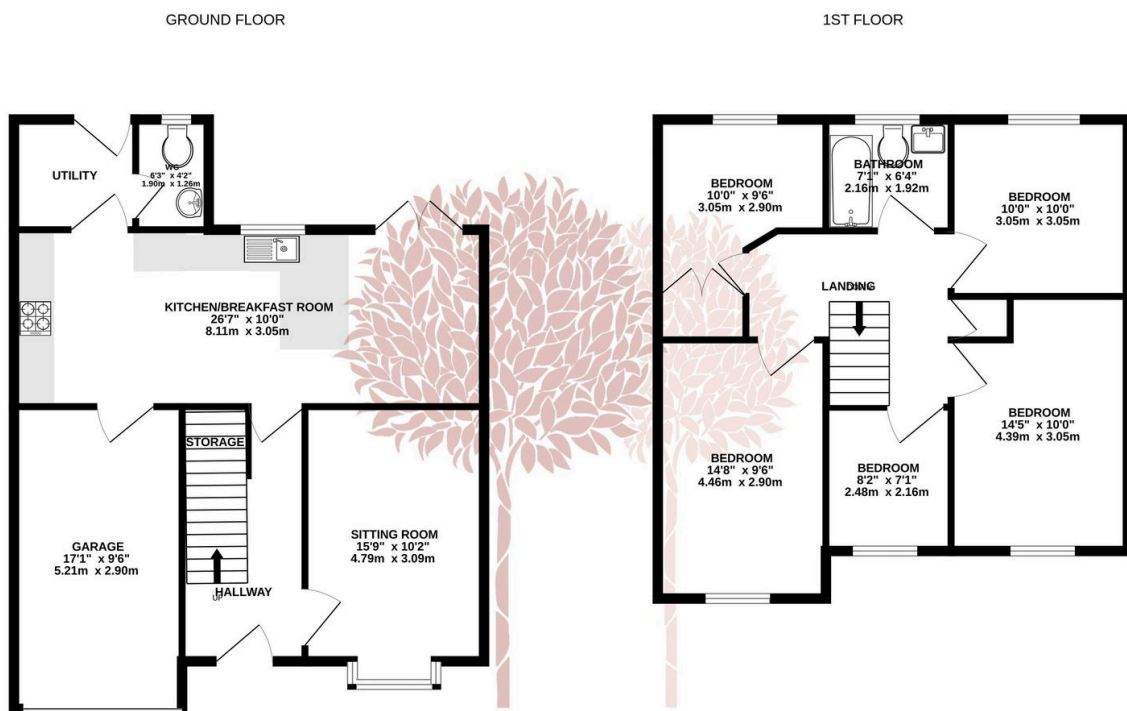 GROUND FLOOR
1ST FLOOR
UTILITY
WC
6'3" x 4'2"
1.90m x 1.26m
KITCHEN/BREAKFAST ROOM
26'7" x 10'0"
8.11m x 3.05m
STORAGE
GARAGE
17'1" x 9'6"
5.21m x 2.90m
UP
HALLWAY
SITTING ROOM
15'9" x 10'2"
4.79m x 3.09m
BEDROOM
10'0" x 9'6"
3.05m x 2.90m
BATHROOM
7'1" x 6'4"
2.16m x 1.92m
BEDROOM
10'0" x 10'0"
3.05m x 3.05m
LANDING
BEDROOM
14'8" x 9'6"
4.46m x 2.90m
BEDROOM
8'2" x 7'1"
2.48m x 2.16m
BEDROOM
14'5" x 10'0"
4.39m x 3.05m